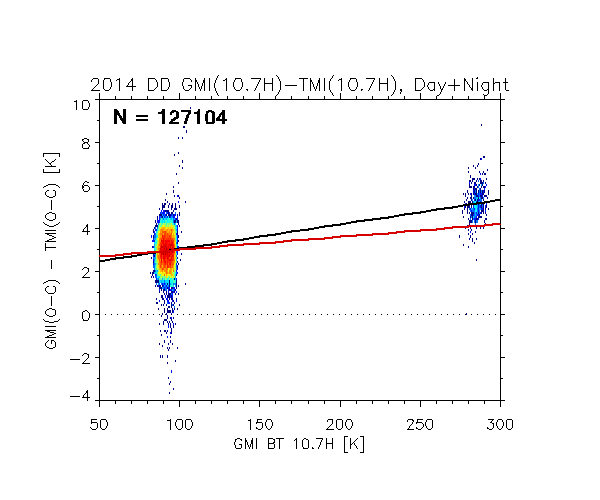 2014 DD GMI(10.7H)−TMI(10.7H), Day+Night
N = 127104
10
8
6
4
2
0
−2
−4
GMI(O−C) − TMI(O−C) [K]
50 100 150 200 250 300
GMI BT 10.7H [K]